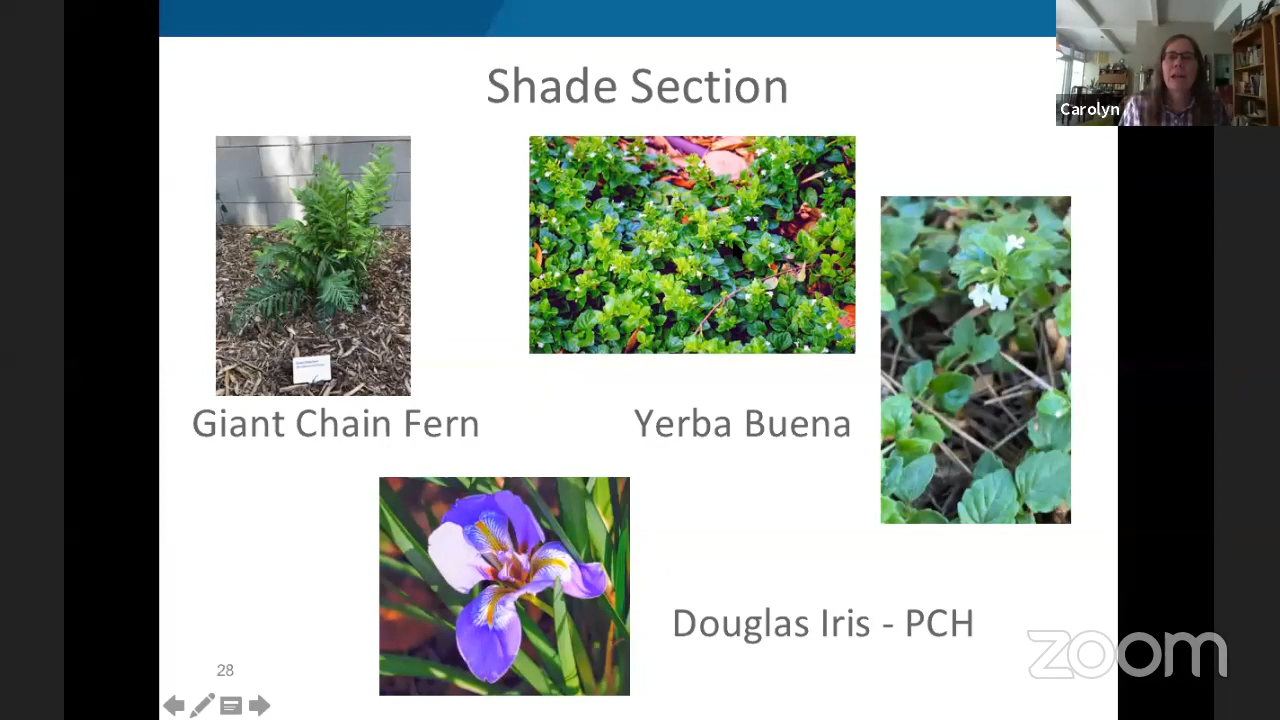 Shade Section
Carolyn
Giant Chain Fern
Yerba Buena
Douglas Iris - PCH
28
zoom